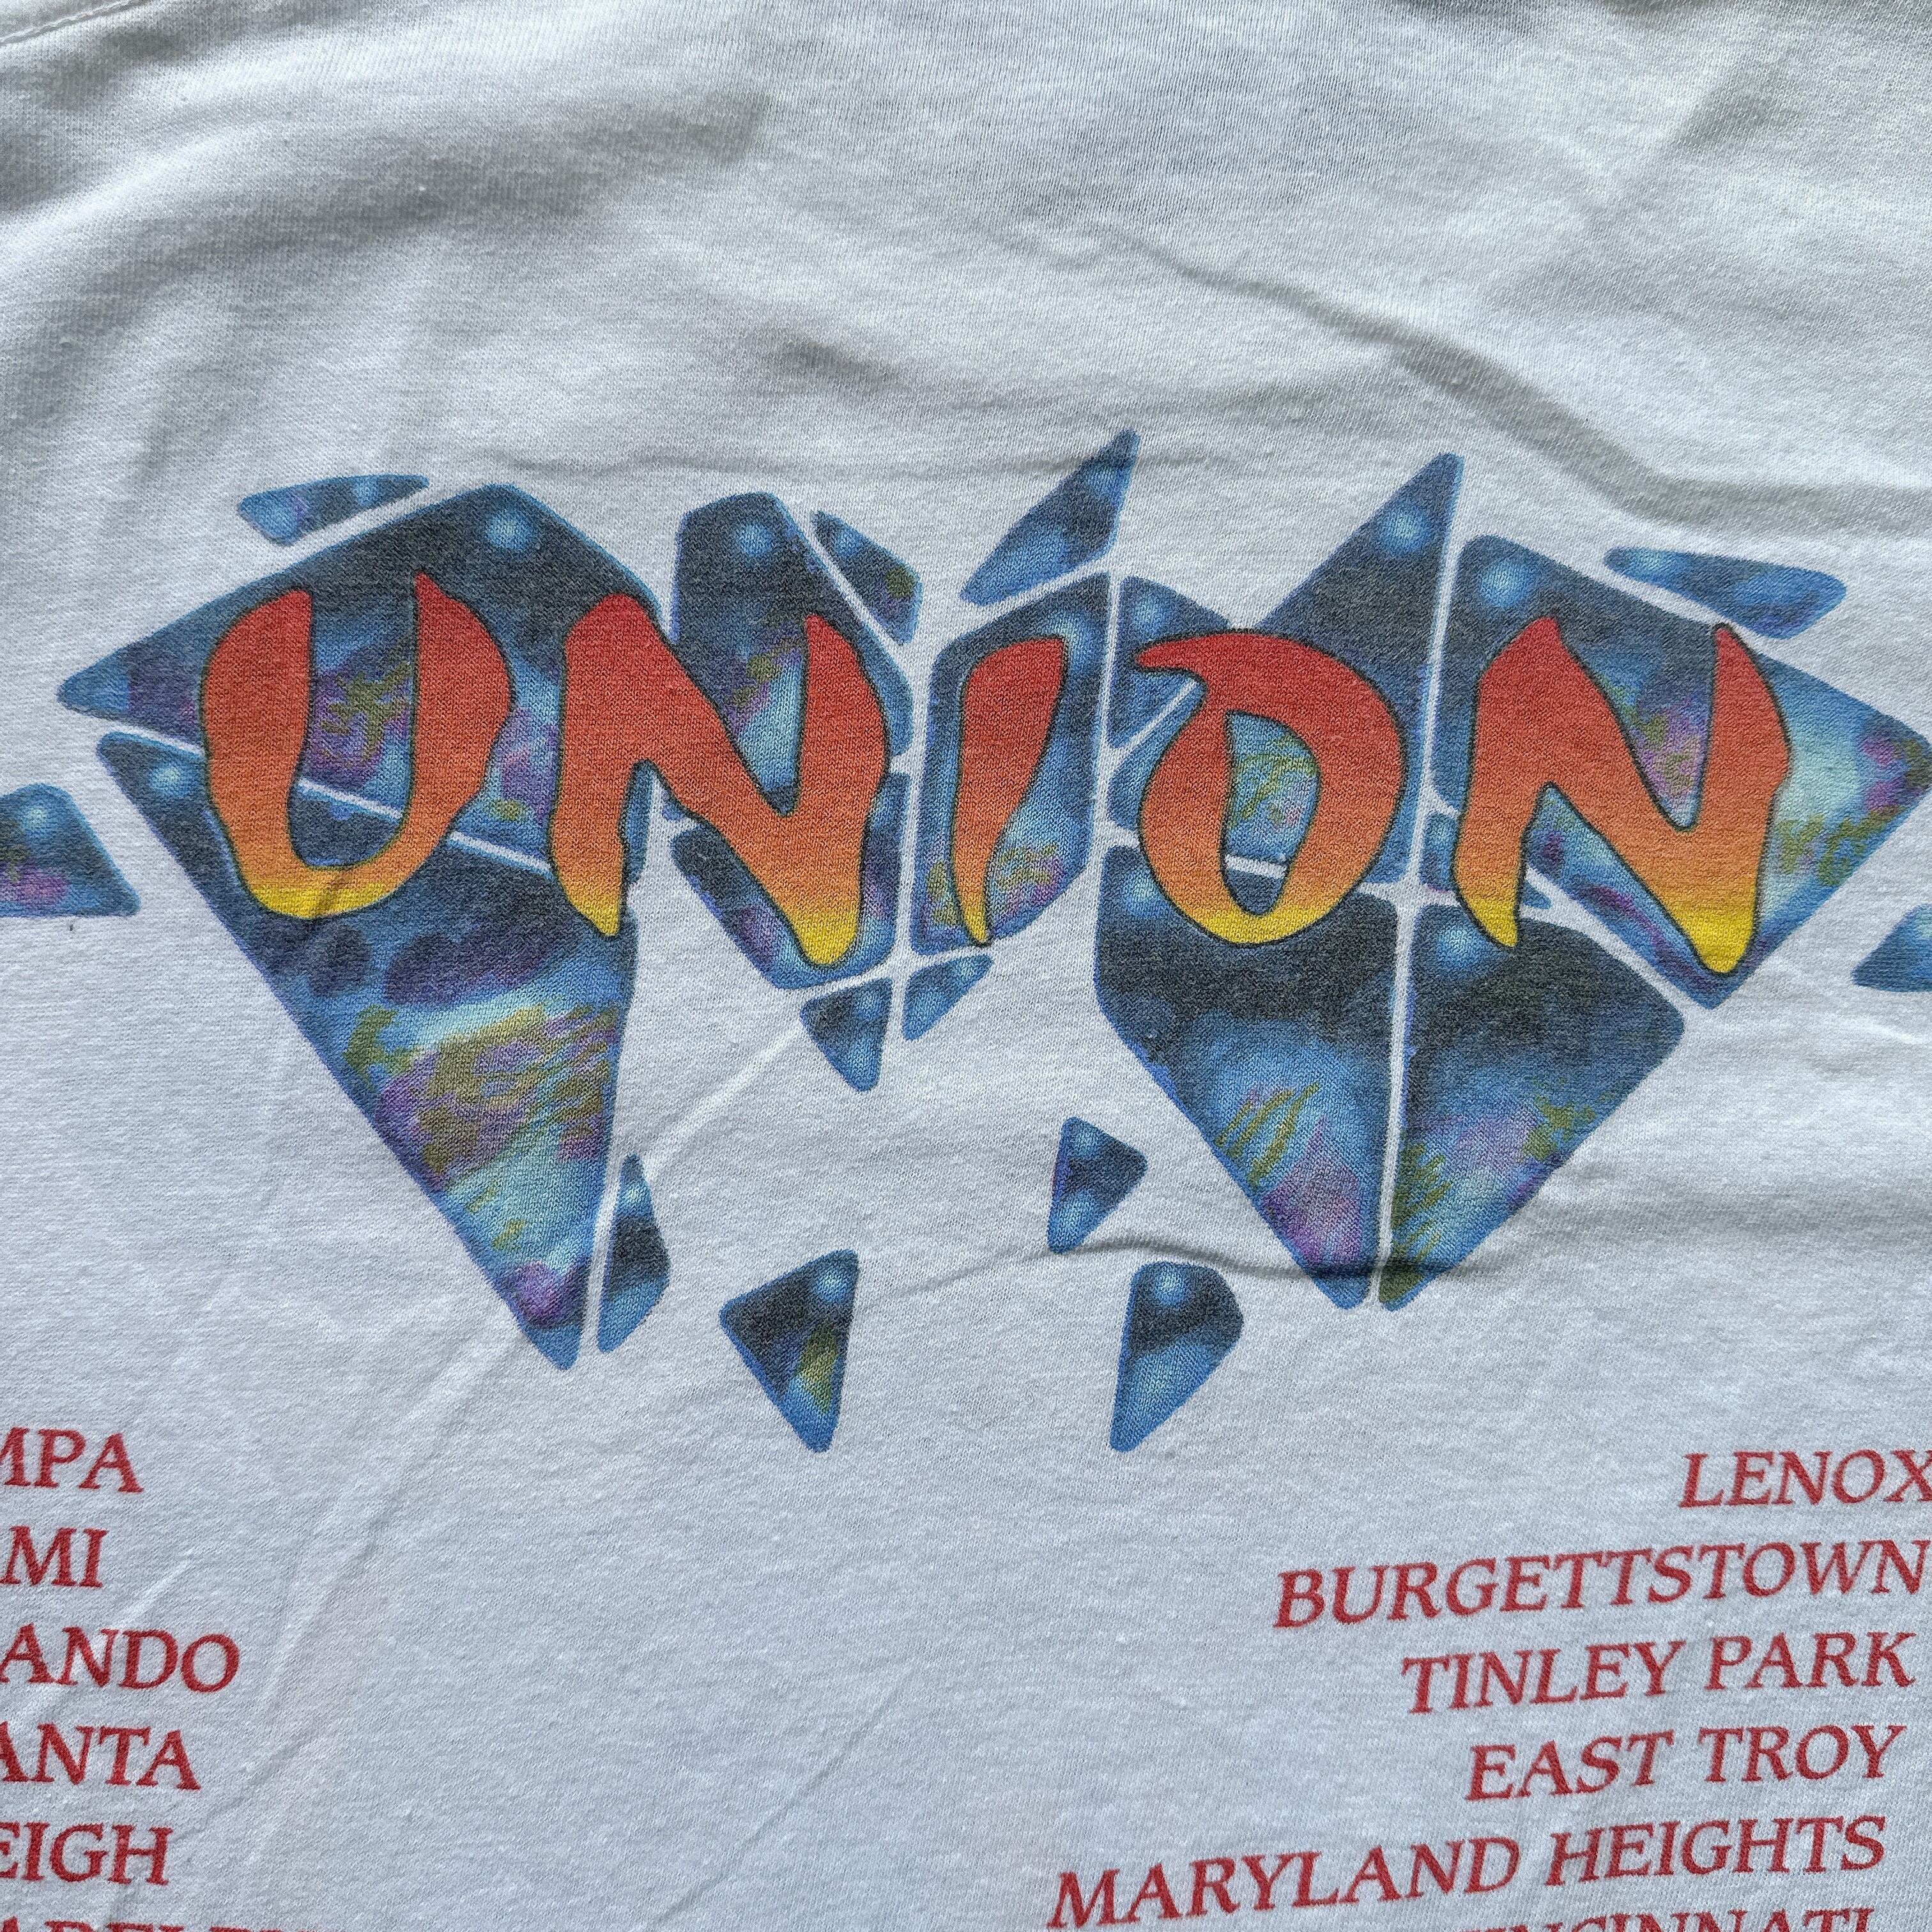 UNION
MPA
MI
ANDO
ANTA
EIGH
LENOX
BURGETTSTOWN
TINLEY PARK
EAST TROY
MARYLAND HEIGHTS